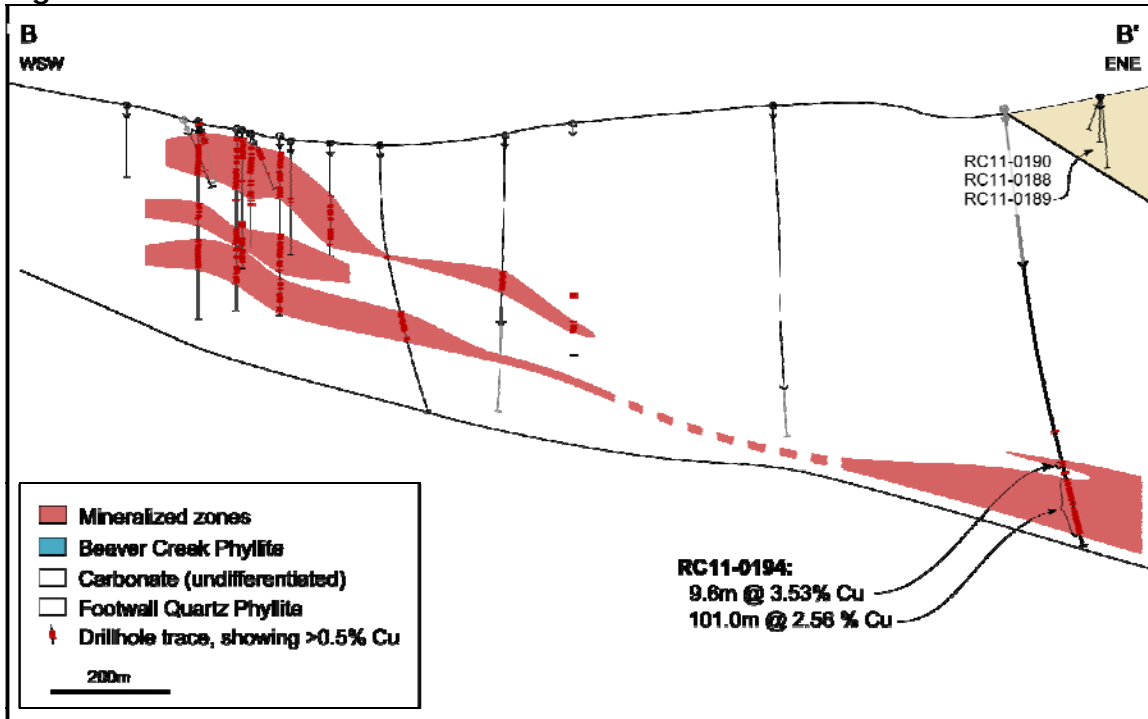 B
WSW
B'
ENE
RC11-0190
RC11-0188
RC11-0189
Mineralized zones
Beaver Creek Phyllite
Carbonate (undifferentiated)
Footwall Quartz Phyllite
Drillhole trace, showing >0.5% Cu
200m
RC11-0194:
9.6m @ 3.53% Cu
101.0m @ 2.56 % Cu